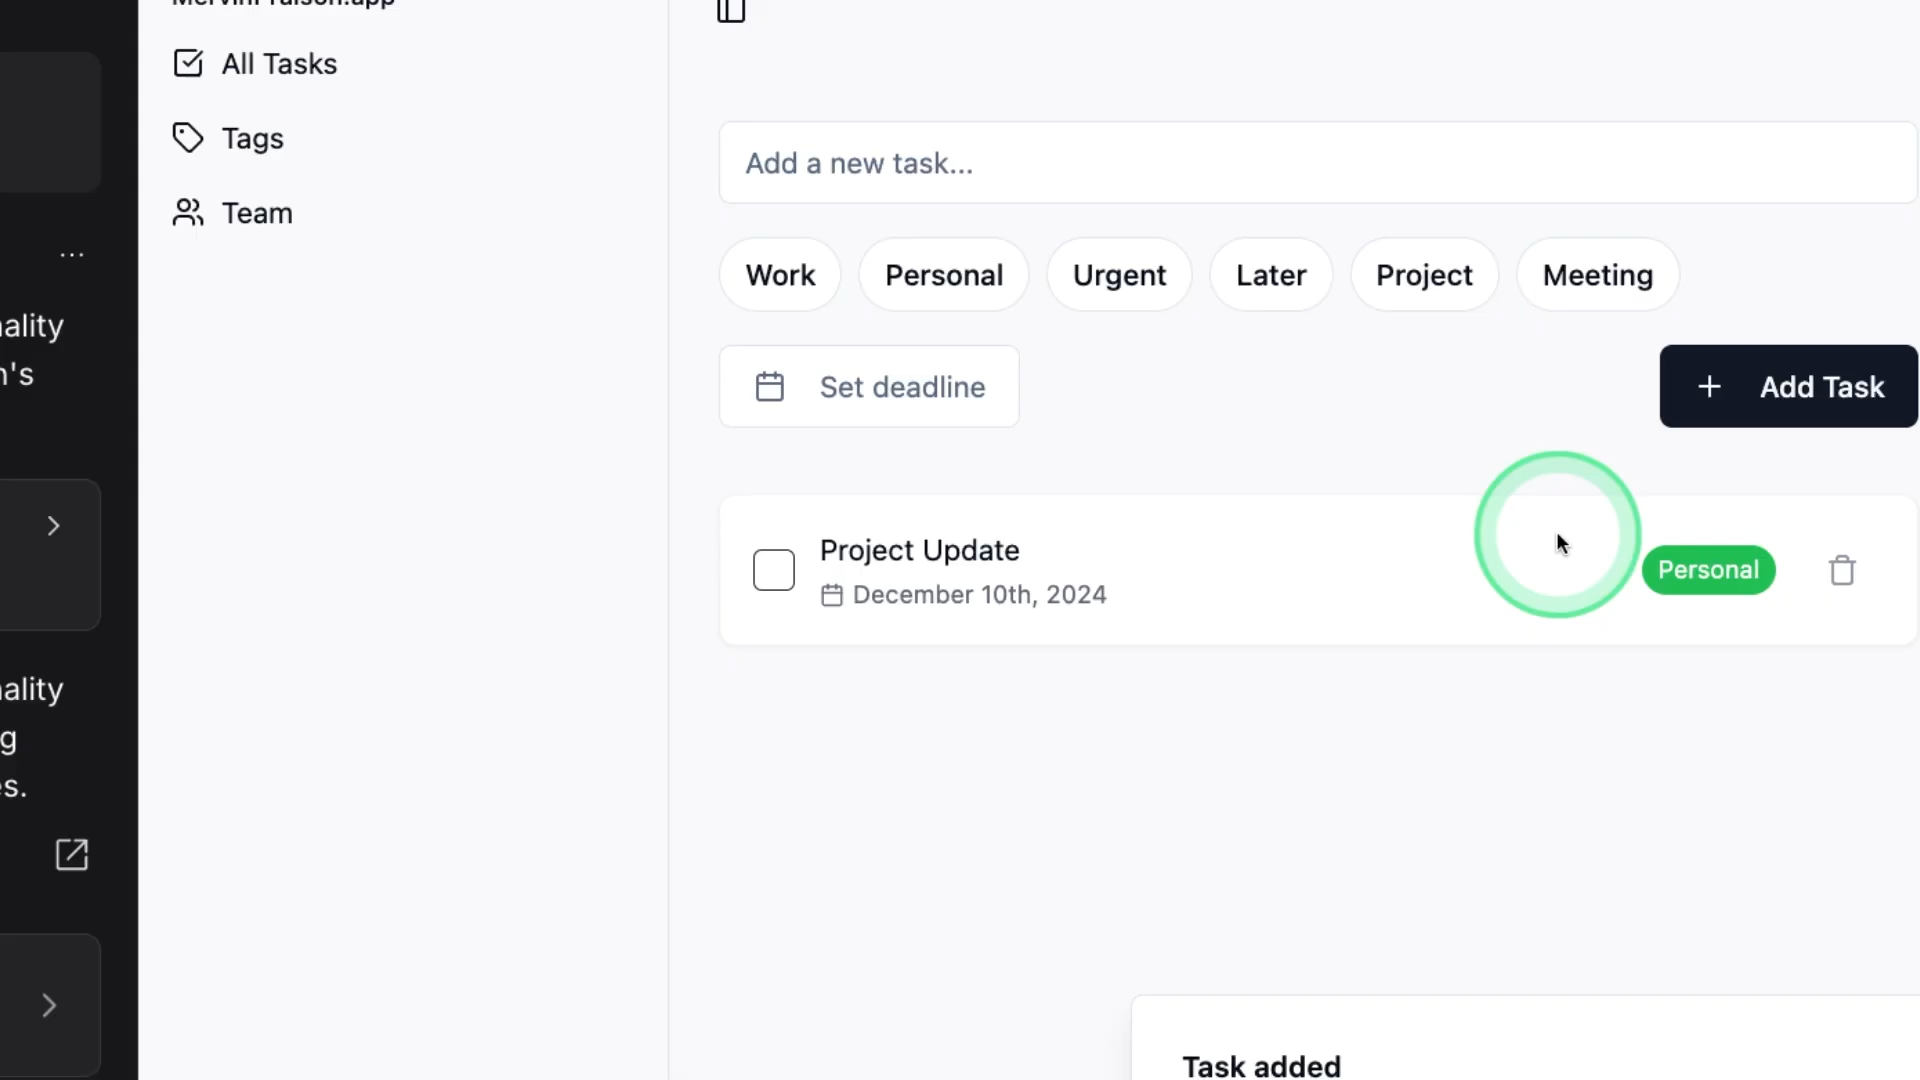 All Tasks
Tags
Team
...
ality
n's
ality
g
es.
Add a new task...
Work Personal Urgent Later Project Meeting
Set deadline
+ Add Task
Project Update
December 10th, 2024
Personal
Task added